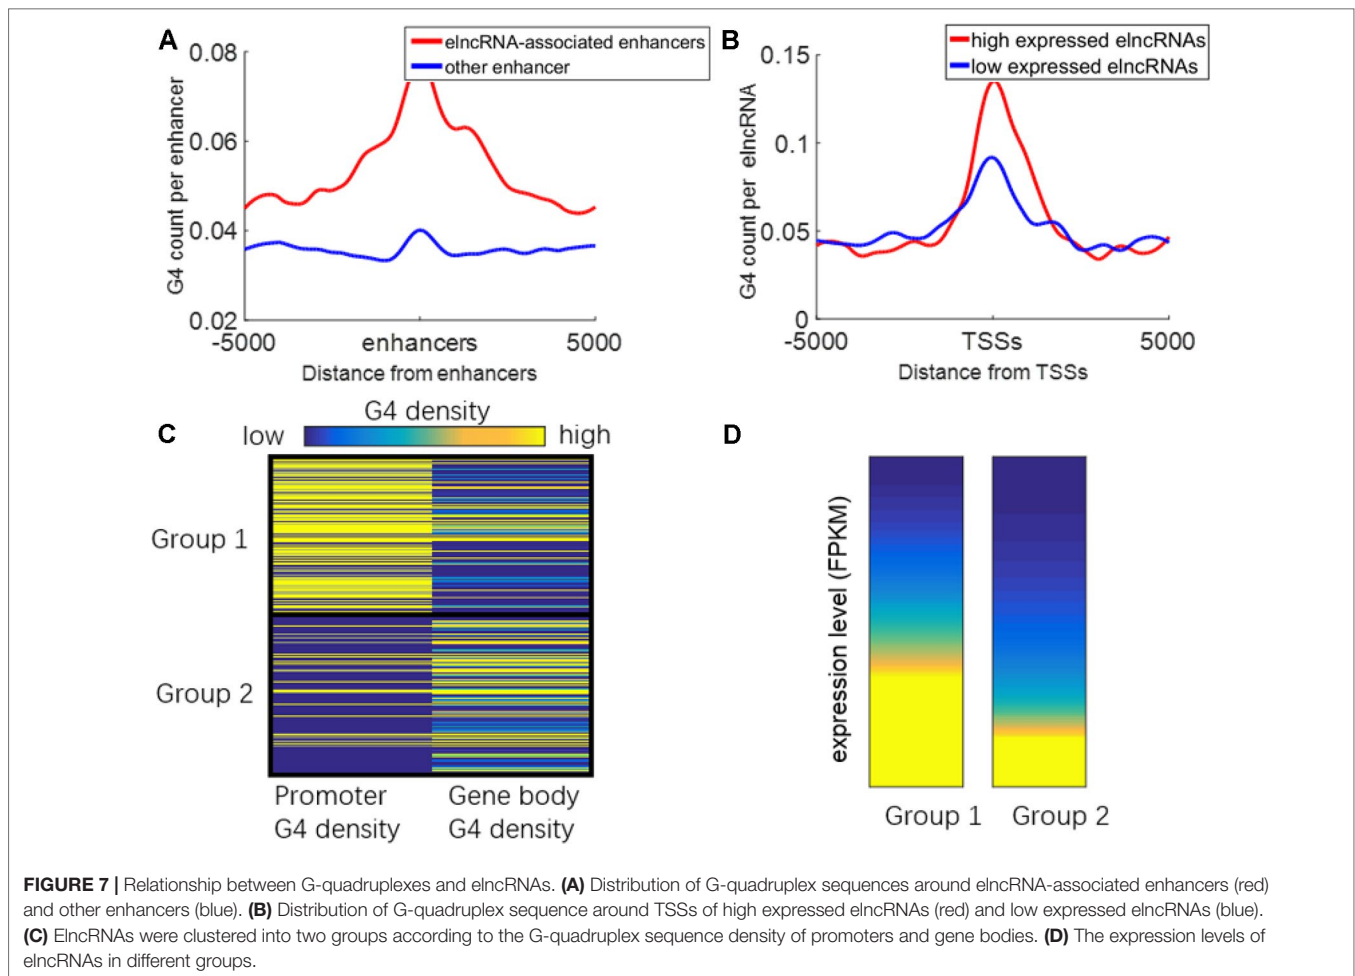 A
elncRNA-associated enhancers
other enhancer
G4 count per enhancer
0.08
0.06
0.04
0.02
-5000
enhancers
5000
Distance from enhancers
B
high expressed elncRNAs
low expressed elncRNAs
G4 count per elncRNA
0.15
0.1
0.05
0
-5000
TSSs
5000
Distance from TSSs
C
G4 density
low
high
Group 1
Group 2
Promoter
G4 density
Gene body
G4 density
D
expression level (FPKM)
Group 1
Group 2
FIGURE 7 | Relationship between G-quadruplexes and elncRNAs. (A) Distribution of G-quadruplex sequences around elncRNA-associated enhancers (red)
and other enhancers (blue). (B) Distribution of G-quadruplex sequence around TSSs of high expressed elncRNAs (red) and low expressed elncRNAs (blue).
(C) ElncRNAs were clustered into two groups according to the G-quadruplex sequence density of promoters and gene bodies. (D) The expression levels of
elncRNAs in different groups.